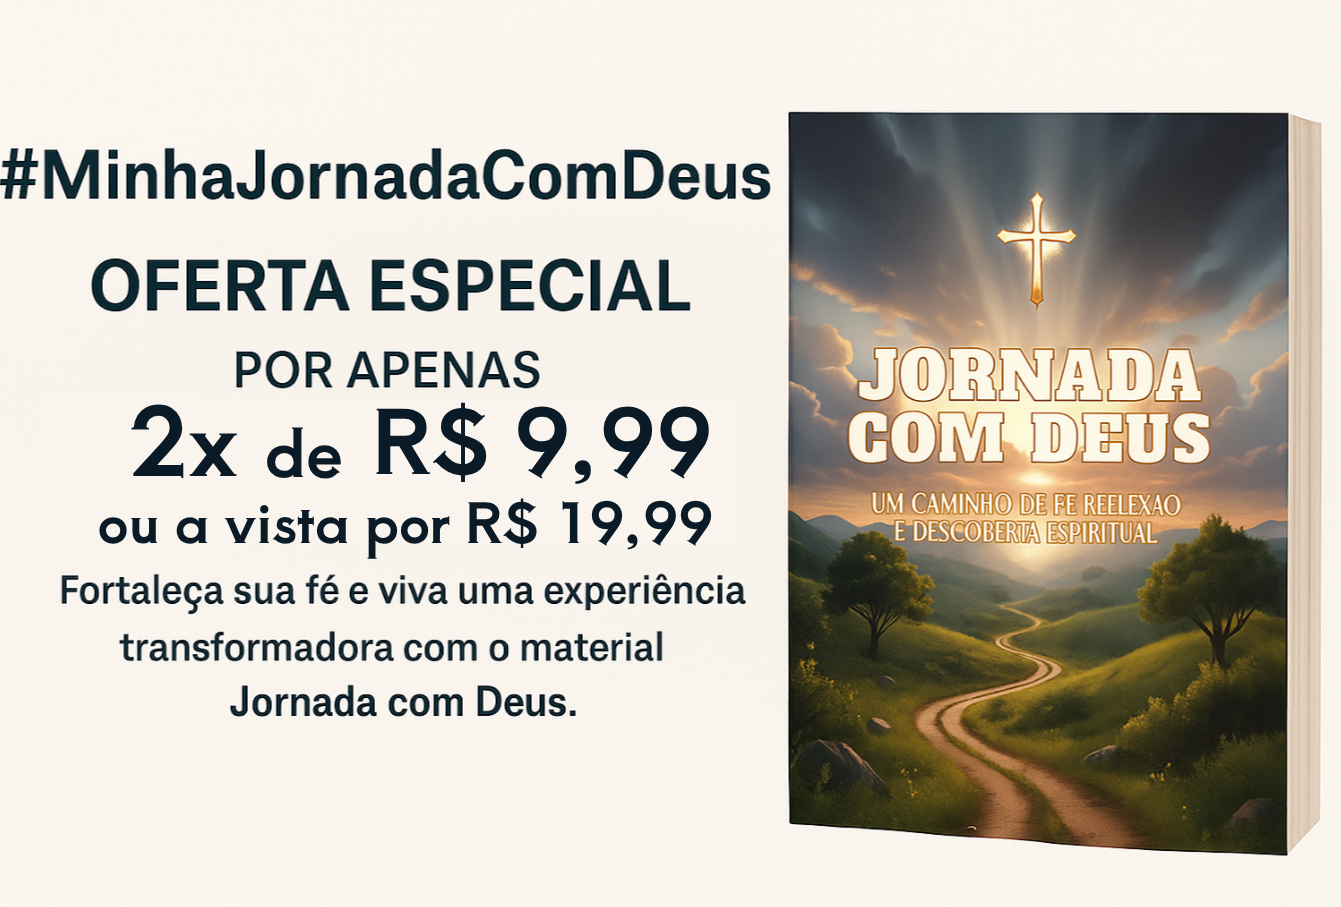 #MinhaJornadaComDeus
OFERTA ESPECIAL
POR APENAS
2x de R$ 9,99
ou a vista por R$ 19,99
Fortaleça sua fé e viva uma experiência
transformadora com o material
Jornada com Deus.
JORNADA
COM DEUS
UM CAMINHO DE FE REELEXAO
E DESCOBERTA ESPIRITUAL